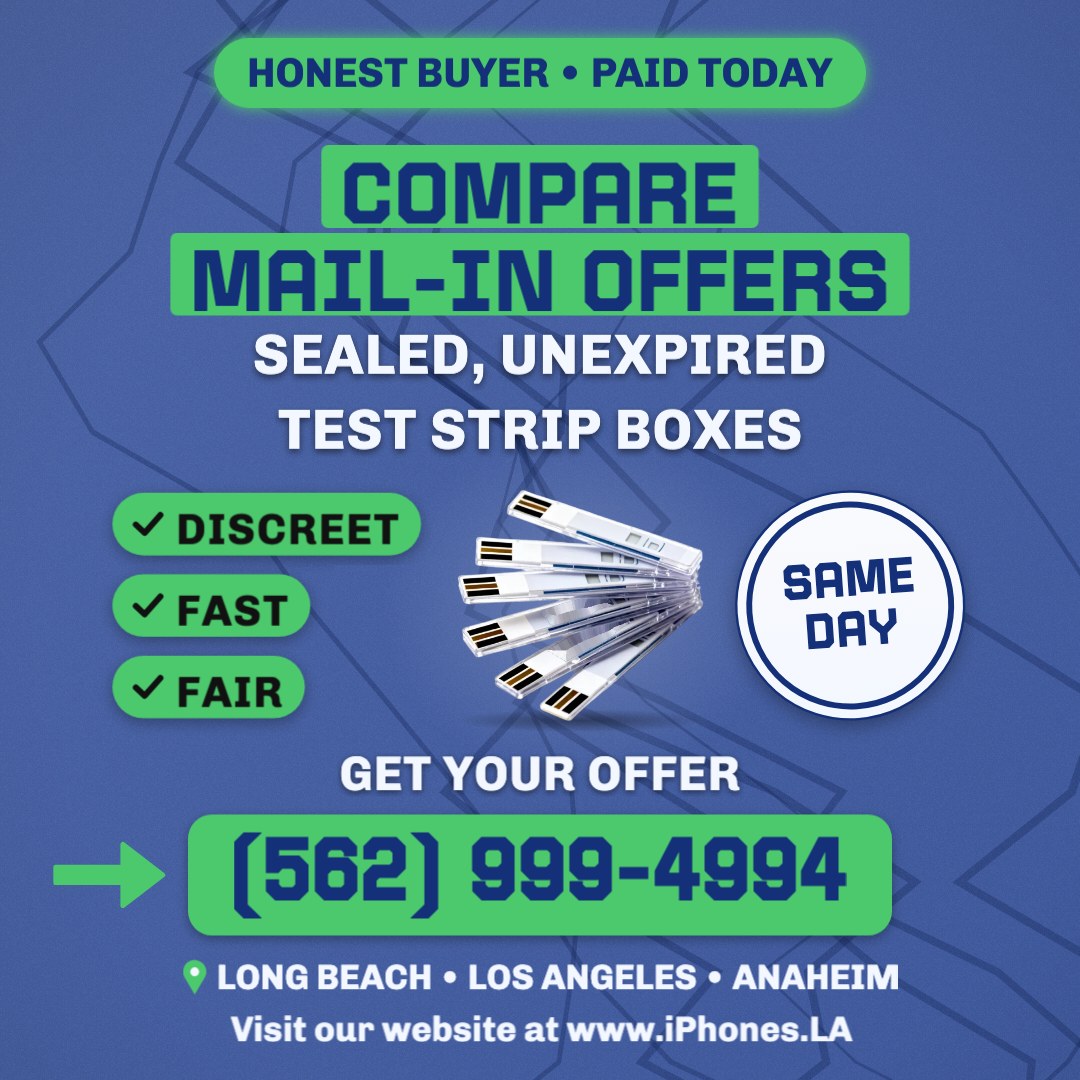 HONEST BUYER • PAID TODAY
COMPARE
MAIL-IN OFFERS
SEALED, UNEXPIRED
TEST STRIP BOXES
✓ DISCREET
✓ FAST
✓ FAIR
SAME
DAY
GET YOUR OFFER
(562) 999-4994
LONG BEACH • LOS ANGELES • ANAHEIM
Visit our website at www.iPhones.LA